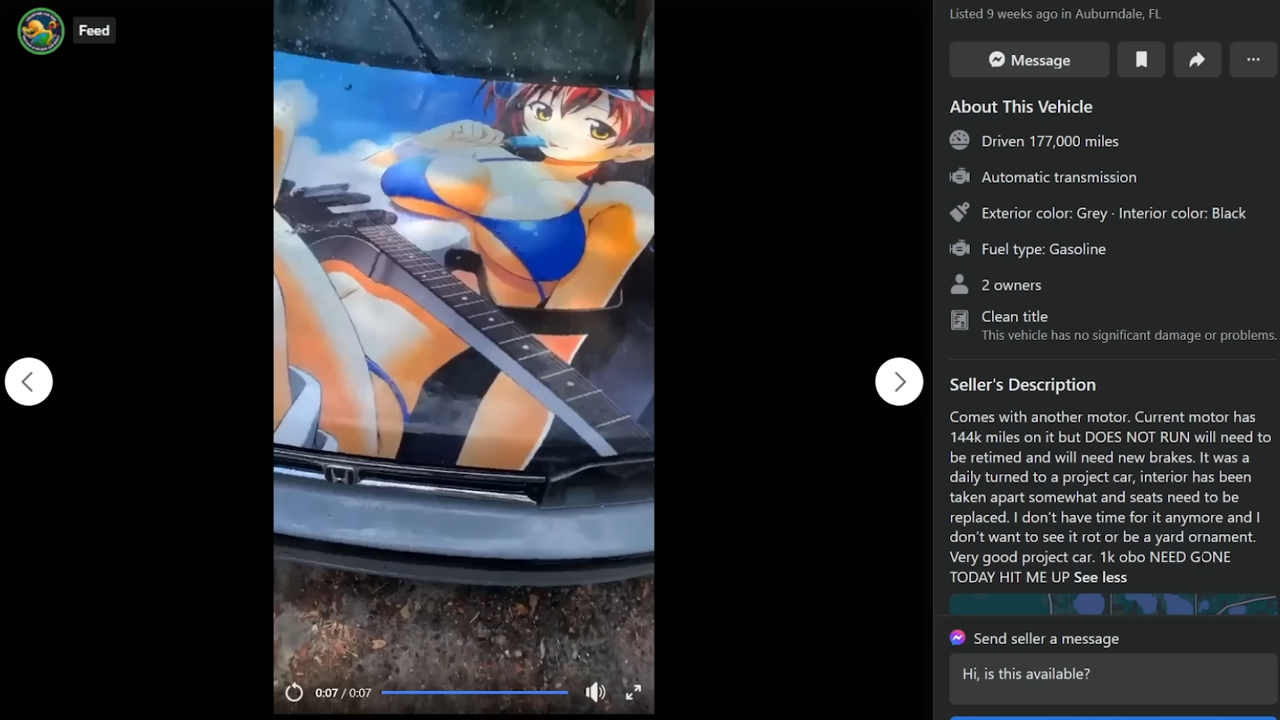 Feed
Listed 9 weeks ago in Auburndale, FL
Message
About This Vehicle
Driven 177,000 miles
Automatic transmission
Exterior color: Grey · Interior color: Black
Fuel type: Gasoline
2 owners
Clean title
This vehicle has no significant damage or problems.
Seller's Description
Comes with another motor. Current motor has
144k miles on it but DOES NOT RUN will need to
be retimed and will need new brakes. It was a
daily turned to a project car, interior has been
taken apart somewhat and seats need to be
replaced. I don't have time for it anymore and I
don't want to see it rot or be a yard ornament.
Very good project car. 1k obo NEED GONE
TODAY HIT ME UP See less
Send seller a message
Hi, is this available?
0:07 / 0:07